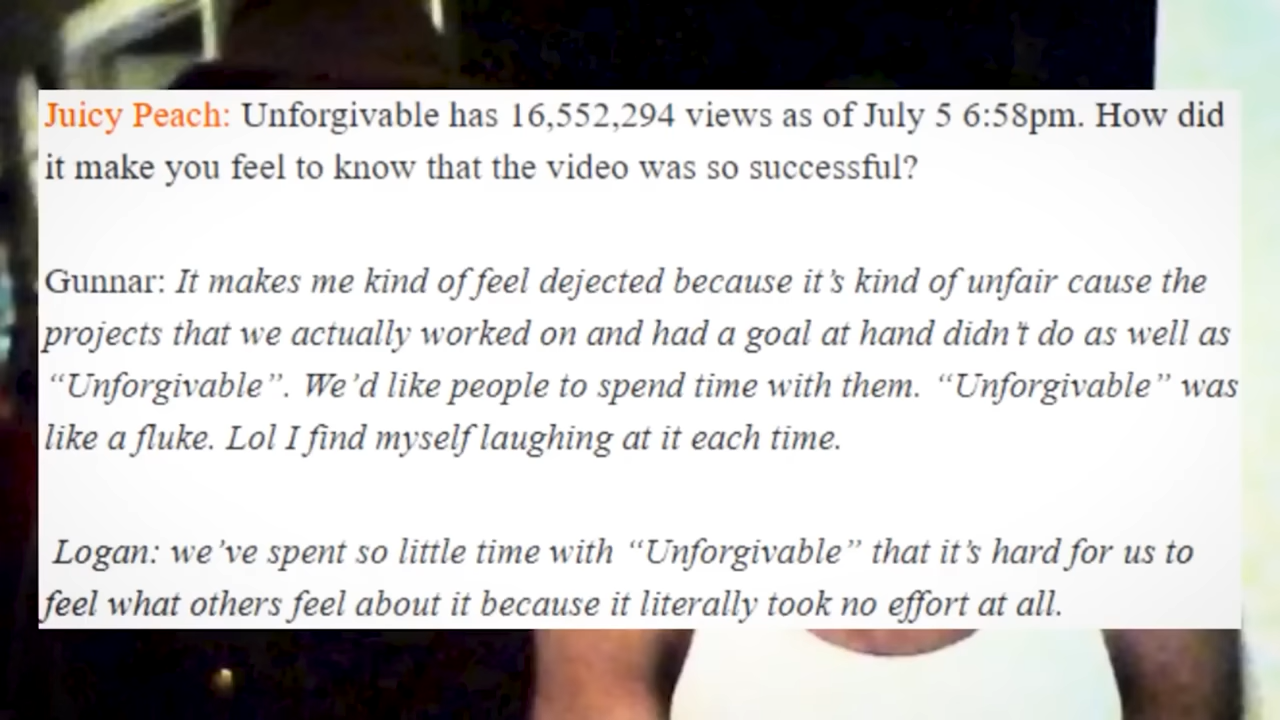 Juicy Peach: Unforgivable has 16,552,294 views as of July 5 6:58pm. How did
it make you feel to know that the video was so successful?
Gunnar: It makes me kind of feel dejected because it’s kind of unfair cause the
projects that we actually worked on and had a goal at hand didn’t do as well as
“Unforgivable”. We’d like people to spend time with them. “Unforgivable” was
like a fluke. Lol I find myself laughing at it each time.
Logan: we’ve spent so little time with “Unforgivable” that it’s hard for us to
feel what others feel about it because it literally took no effort at all.